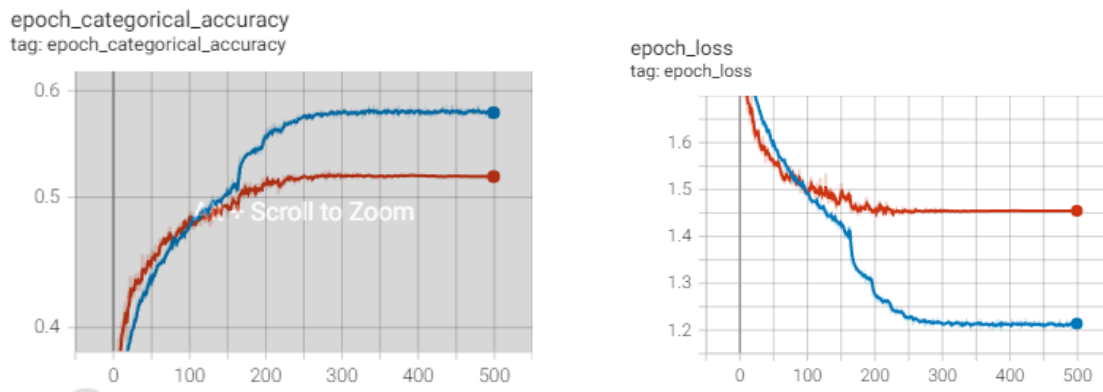 epoch_categorical_accuracy
tag: epoch_categorical_accuracy
0.6
0.5
0.4
+ Scroll to Zoom
0 100 200 300 400 500
epoch_loss
tag: epoch_loss
1.6
1.5
1.4
1.3
1.2
0 100 200 300 400 500